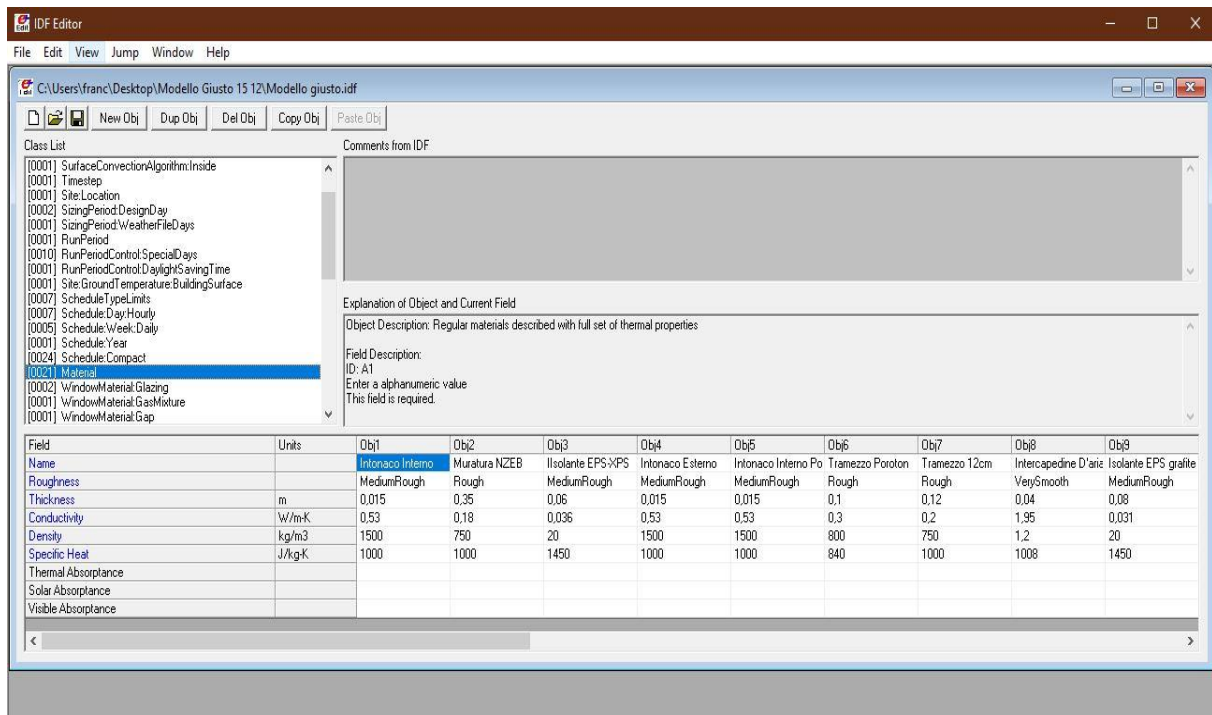 IDF Editor
File Edit View Jump Window Help
C:\Users\franc\Desktop\Modello Giusto 15 12\Modello giusto.idf
New Obj Dup Obj Del Obj Copy Obj Paste Obj
Class List Comments from IDF
[0001] SurfaceConvectionAlgorithm:Inside
[0001] Timestep
[0001] Site:Location
[0002] SizingPeriod:DesignDay
[0001] SizingPeriod:WeatherFileDays
[0001] RunPeriod
[0010] RunPeriodControl:SpecialDays
[0001] RunPeriodControl:DaylightSavingTime
[0001] Site:GroundTemperature:BuildingSurface
[0007] ScheduleTypeLimits
[0007] Schedule:Day:Hourly
[0005] Schedule:Week:Daily
[0001] Schedule:Year
[0024] Schedule:Compact
[0021] Material
[0002] WindowMaterial:Glazing
[0001] WindowMaterial:GasMixture
[0001] WindowMaterial:Gap
Explanation of Object and Current Field
Object Description: Regular materials described with full set of thermal properties
Field Description:
ID: A1
Enter a alphanumeric value
This field is required.
Field Units Obj1 Obj2 Obj3 Obj4 Obj5 Obj6 Obj7 Obj8 Obj9
Name Intonaco Interno Muratura NZEB IIsolante EPS-XPS Intonaco Esterno Intonaco Interno Po Tramezzo Poroton Tramezzo 12cm Intercapedine D'aria Isolante EPS grafite
Roughness MediumRough Rough MediumRough MediumRough MediumRough Rough Rough VerySmooth MediumRough
Thickness m 0,015 0,35 0,06 0,015 0,015 0,1 0,12 0,04 0,08
Conductivity W/m-K 0,53 0,18 0,036 0,53 0,53 0,3 0,2 1,95 0,031
Density kg/m3 1500 750 20 1500 1500 800 750 1,2 20
Specific Heat J/kg-K 1000 1000 1450 1000 1000 840 1000 1008 1450
Thermal Absorptance
Solar Absorptance
Visible Absorptance